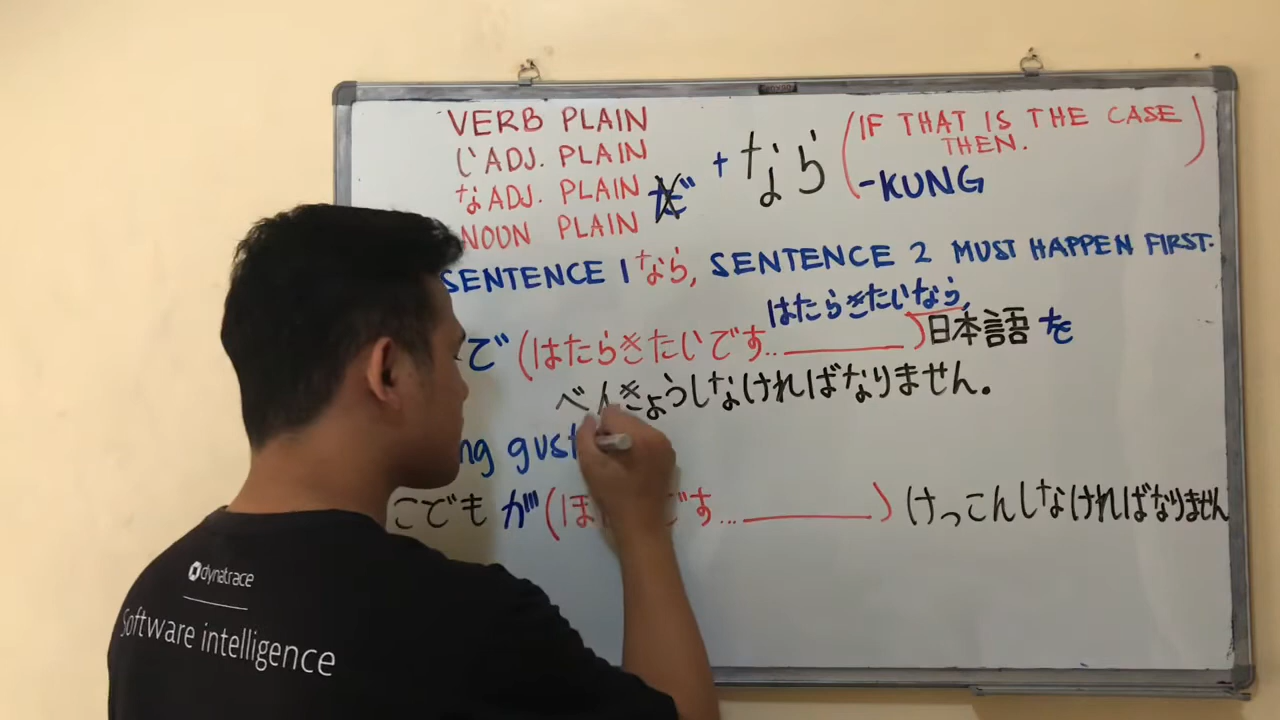 VERB PLAIN
い ADJ. PLAIN
な ADJ. PLAIN だ + なら (IF THAT IS THE CASE THEN.
NOUN PLAIN -KUNG
SENTENCE 1 なら, SENTENCE 2 MUST HAPPEN FIRST.
はたらきたいなら,
で (はたらきたいです... ________) 日本語 を
べんきょうしなければなりません。
ng gust
こどもが (ほ です... ________) けっこんしなければなりません
dynatrace
Software intelligence